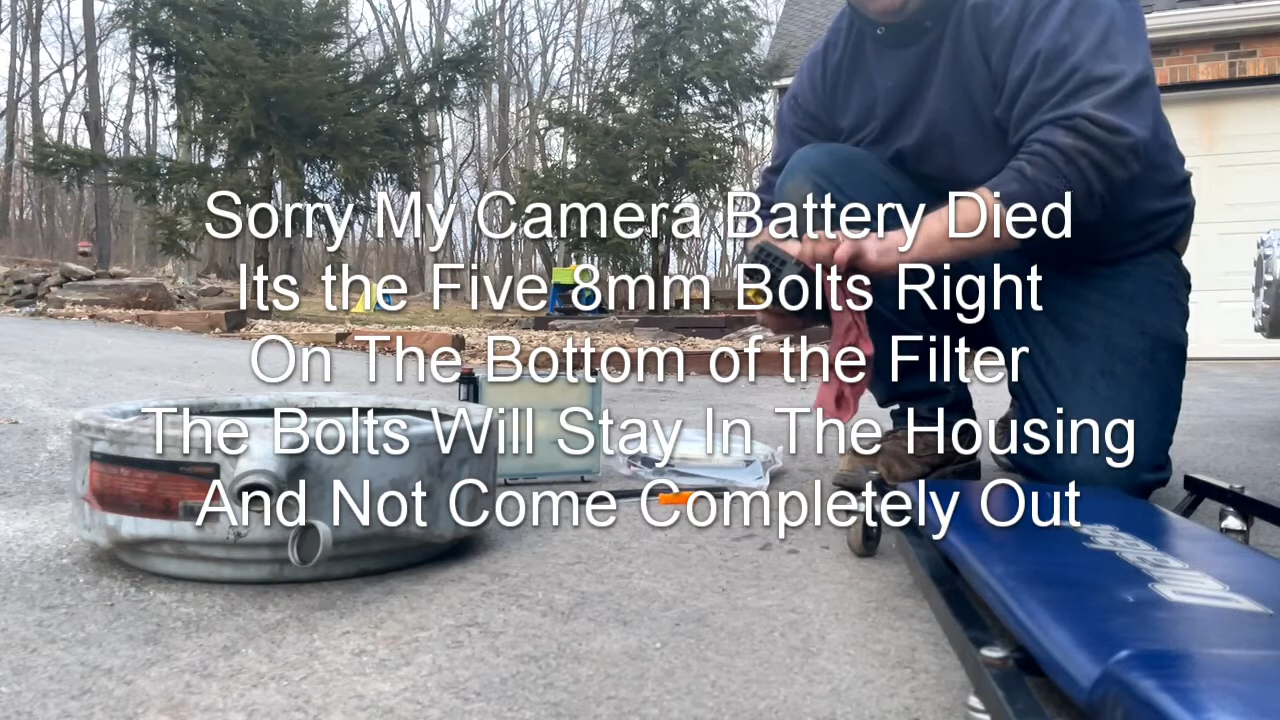 Sorry My Camera Battery Died
Its the Five 8mm Bolts Right
On The Bottom of the Filter
The Bolts Will Stay In The Housing
And Not Come Completely Out
Duralast